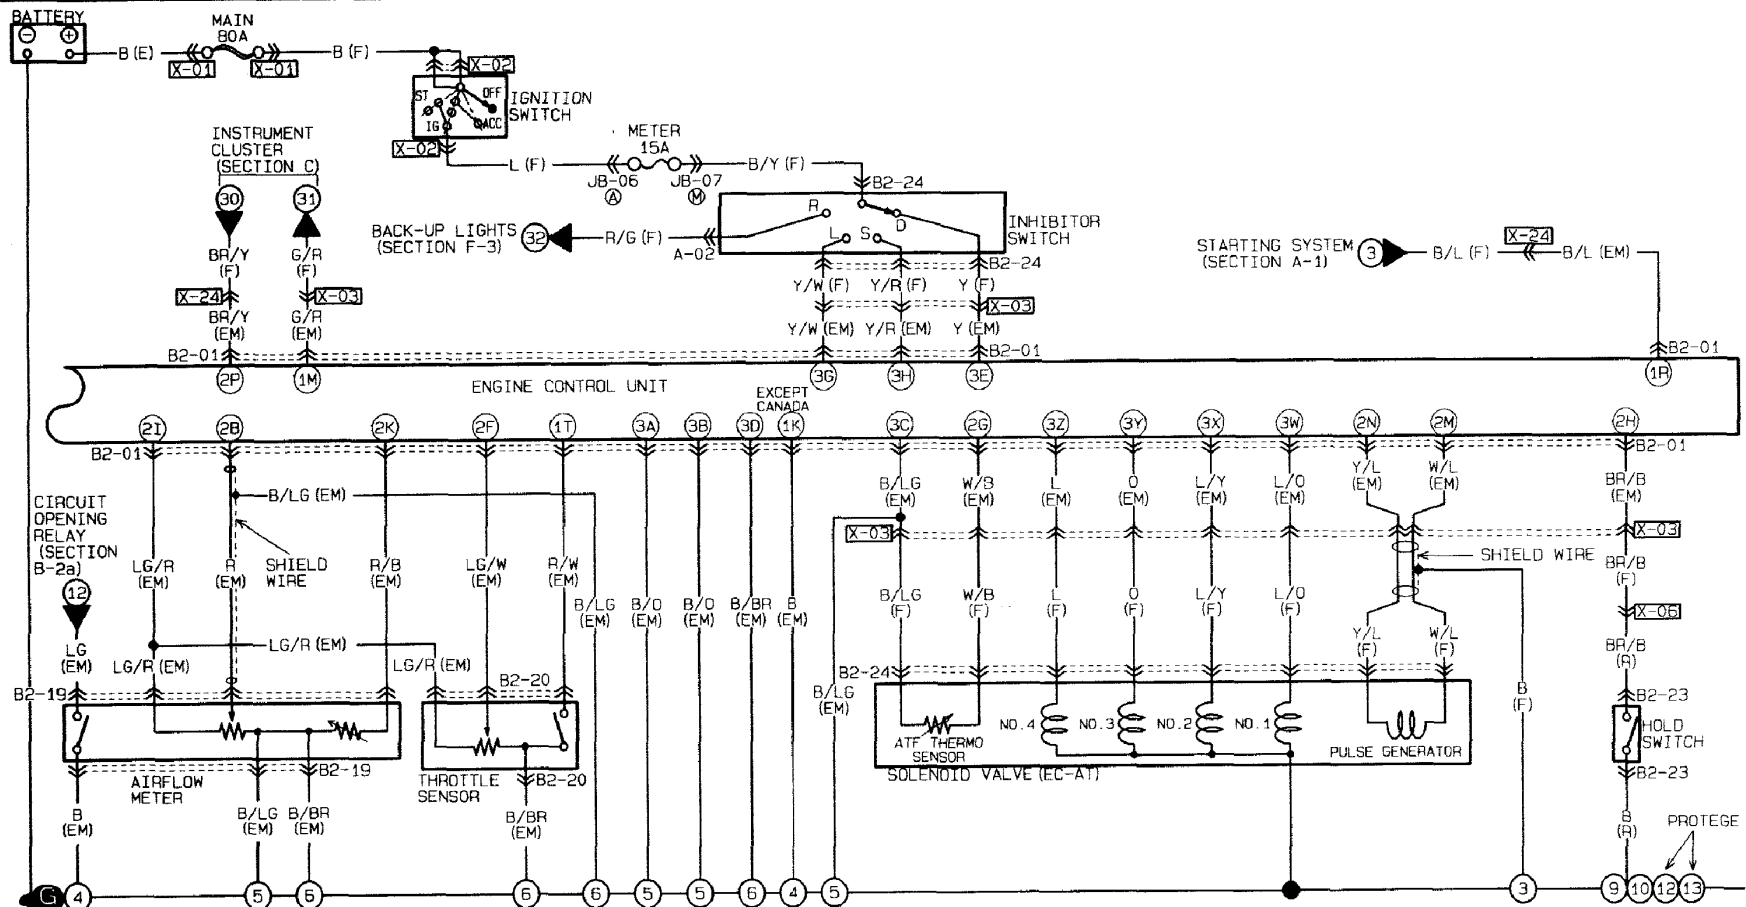 BATTERY
MAIN
80A
B (E)
X-01
X-01
B (F)
X-02
ST
OFF
IG
ACC
IGNITION
SWITCH
X-02
INSTRUMENT
CLUSTER
(SECTION C)
30
31
L (F)
METER
15A
JB-06
A
JB-07
M
B/Y (F)
B2-24
BACK-UP LIGHTS
(SECTION F-3)
32
R/G (F)
A-02
R
L
S
D
INHIBITOR
SWITCH
B2-24
STARTING SYSTEM
(SECTION A-1)
3
B/L (F)
X-24
B/L (EM)
BR/Y
(F)
G/R
(F)
X-24
X-03
BR/Y
(EM)
G/R
(EM)
Y/W (F)
Y/R (F)
Y (F)
X-03
Y/W (EM)
Y/R (EM)
Y (EM)
B2-01
B2-01
B2-01
2P
1M
ENGINE CONTROL UNIT
3G
3H
3E
1R
EXCEPT
CANADA
2I
2B
2K
2F
1T
3A
3B
3D
1K
3C
2G
3Z
3Y
3X
3W
2N
2M
2H
B2-01
B2-01
CIRCUIT
OPENING
RELAY
(SECTION
B-2a)
12
B/LG (EM)
B/LG
(EM)
W/B
(EM)
L
(EM)
O
(EM)
L/Y
(EM)
L/O
(EM)
Y/L
(EM)
W/L
(EM)
BR/B
(EM)
X-03
X-03
SHIELD WIRE
LG/R
(EM)
R
(EM)
SHIELD
WIRE
R/B
(EM)
LG/W
(EM)
R/W
(EM)
B/LG
(EM)
B/O
(EM)
B/O
(EM)
B/BR
(EM)
B
(EM)
B/LG
(F)
W/B
(F)
L
(F)
O
(F)
L/Y
(F)
L/O
(F)
BR/B
(F)
X-06
LG
(EM)
LG/R (EM)
LG/R (EM)
LG/R (EM)
Y/L
(F)
W/L
(F)
BR/B
(R)
B2-19
B2-20
B2-24
B/LG
(EM)
B
(F)
B2-23
NO.4
NO.3
NO.2
NO.1
ATF THERMO
SENSOR
PULSE GENERATOR
HOLD
SWITCH
SOLENOID VALVE (EC-AT)
B2-23
B2-19
AIRFLOW
METER
THROTTLE
SENSOR
B2-20
B
(EM)
B/LG
(EM)
B/BR
(EM)
B/BR
(EM)
B
(R)
PROTEGE
G
4
5
6
6
6
5
5
6
4
5
3
9
10
12
13